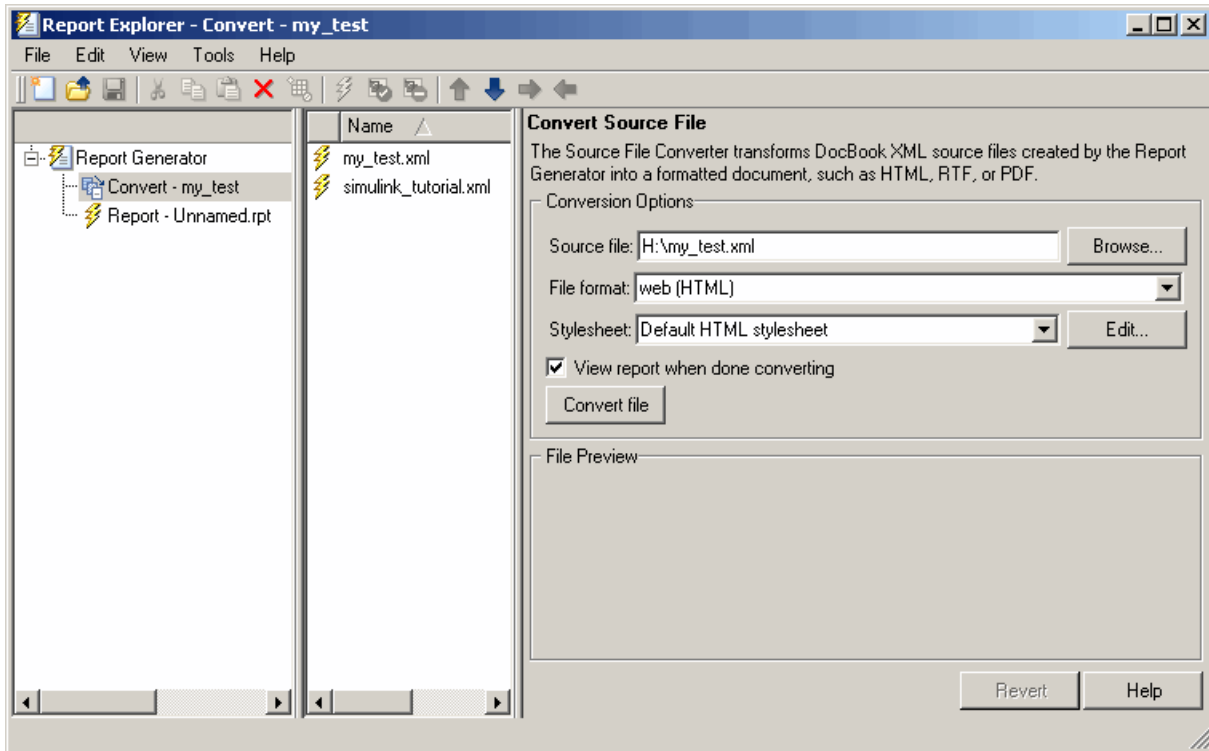 Report Explorer - Convert - my_test
File Edit View Tools Help
Report Generator
Convert - my_test
Report - Unnamed.rpt
Name
my_test.xml
simulink_tutorial.xml
Convert Source File
The Source File Converter transforms DocBook XML source files created by the Report
Generator into a formatted document, such as HTML, RTF, or PDF.
Conversion Options
Source file: H:\my_test.xml Browse...
File format: web (HTML)
Stylesheet: Default HTML stylesheet Edit...
View report when done converting
Convert file
File Preview
Revert Help